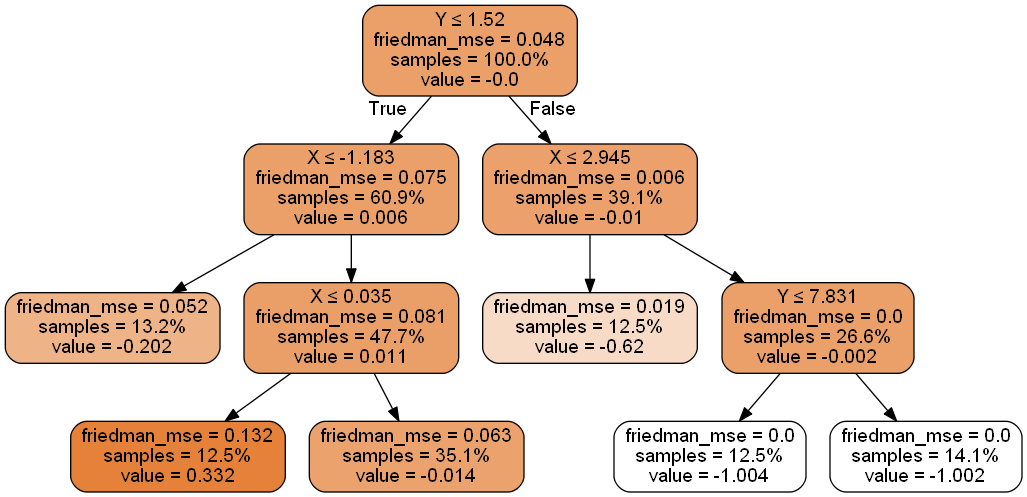 Y ≤ 1.52
friedman_mse = 0.048
samples = 100.0%
value = -0.0
True
False
X ≤ -1.183
friedman_mse = 0.075
samples = 60.9%
value = 0.006
X ≤ 2.945
friedman_mse = 0.006
samples = 39.1%
value = -0.01
friedman_mse = 0.052
samples = 13.2%
value = -0.202
X ≤ 0.035
friedman_mse = 0.081
samples = 47.7%
value = 0.011
friedman_mse = 0.019
samples = 12.5%
value = -0.62
Y ≤ 7.831
friedman_mse = 0.0
samples = 26.6%
value = -0.002
friedman_mse = 0.132
samples = 12.5%
value = 0.332
friedman_mse = 0.063
samples = 35.1%
value = -0.014
friedman_mse = 0.0
samples = 12.5%
value = -1.004
friedman_mse = 0.0
samples = 14.1%
value = -1.002